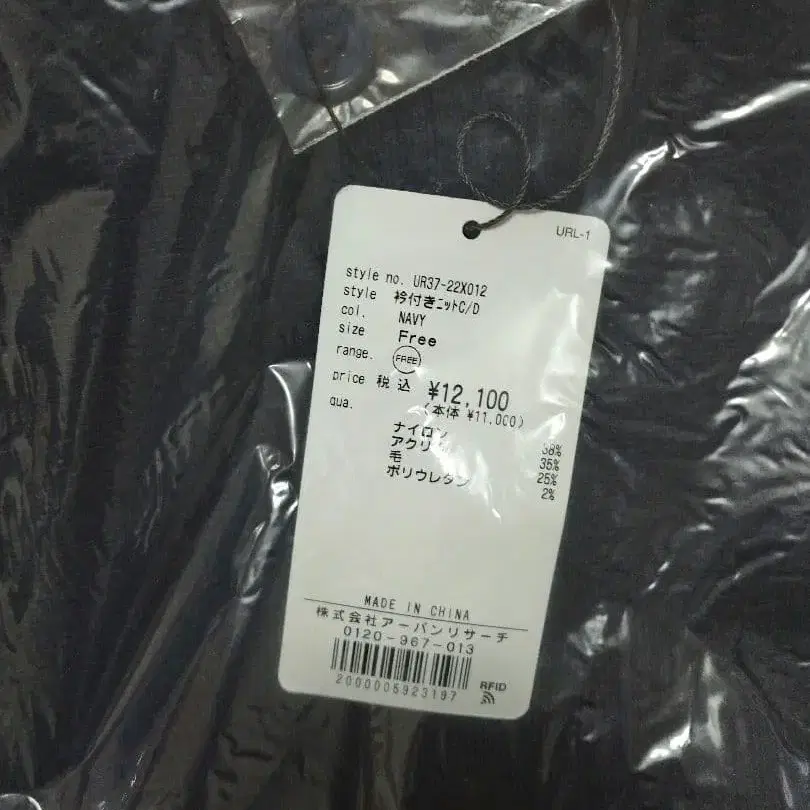 URL-1
style no. UR37-22X012
style 衿付きニットC/D
col. NAVY
size Free
range. FREE
price 税込 ¥12,100
(本体 ¥11,000)
qua.
ナイロン 38%
アクリル 35%
毛 25%
ポリウレタン 2%
MADE IN CHINA
株式会社アーバンリサーチ
0120-967-013
2000005923197
RFID